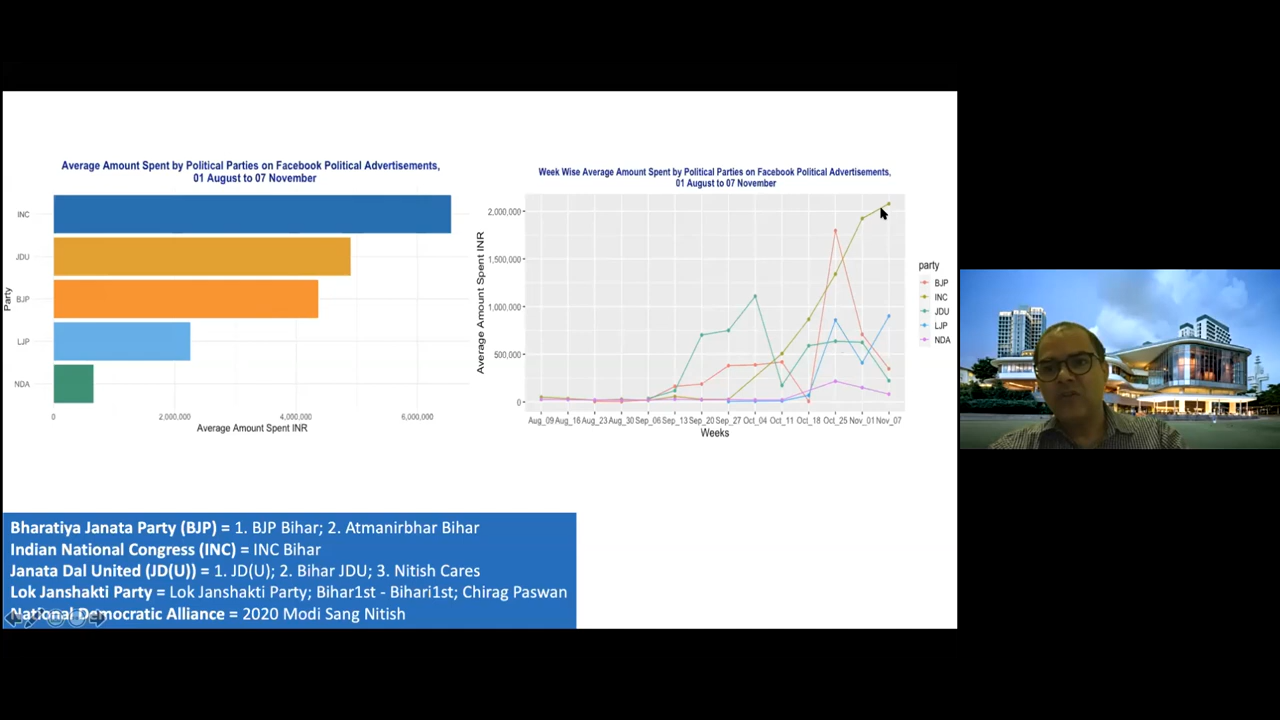 Average Amount Spent by Political Parties on Facebook Political Advertisements,
01 August to 07 November
INC
JDU
BJP
LJP
NDA
Party
0
2,000,000
4,000,000
6,000,000
Average Amount Spent INR
Week Wise Average Amount Spent by Political Parties on Facebook Political Advertisements,
01 August to 07 November
2,000,000
1,500,000
1,000,000
500,000
0
Average Amount Spent INR
Aug_09 Aug_16 Aug_23 Aug_30 Sep_06 Sep_13 Sep_20 Sep_27 Oct_04 Oct_11 Oct_18 Oct_25 Nov_01 Nov_07
Weeks
party
BJP
INC
JDU
LJP
NDA
Bharatiya Janata Party (BJP) = 1. BJP Bihar; 2. Atmanirbhar Bihar
Indian National Congress (INC) = INC Bihar
Janata Dal United (JD(U)) = 1. JD(U); 2. Bihar JDU; 3. Nitish Cares
Lok Janshakti Party = Lok Janshakti Party; Bihar1st - Bihari1st; Chirag Paswan
National Democratic Alliance = 2020 Modi Sang Nitish